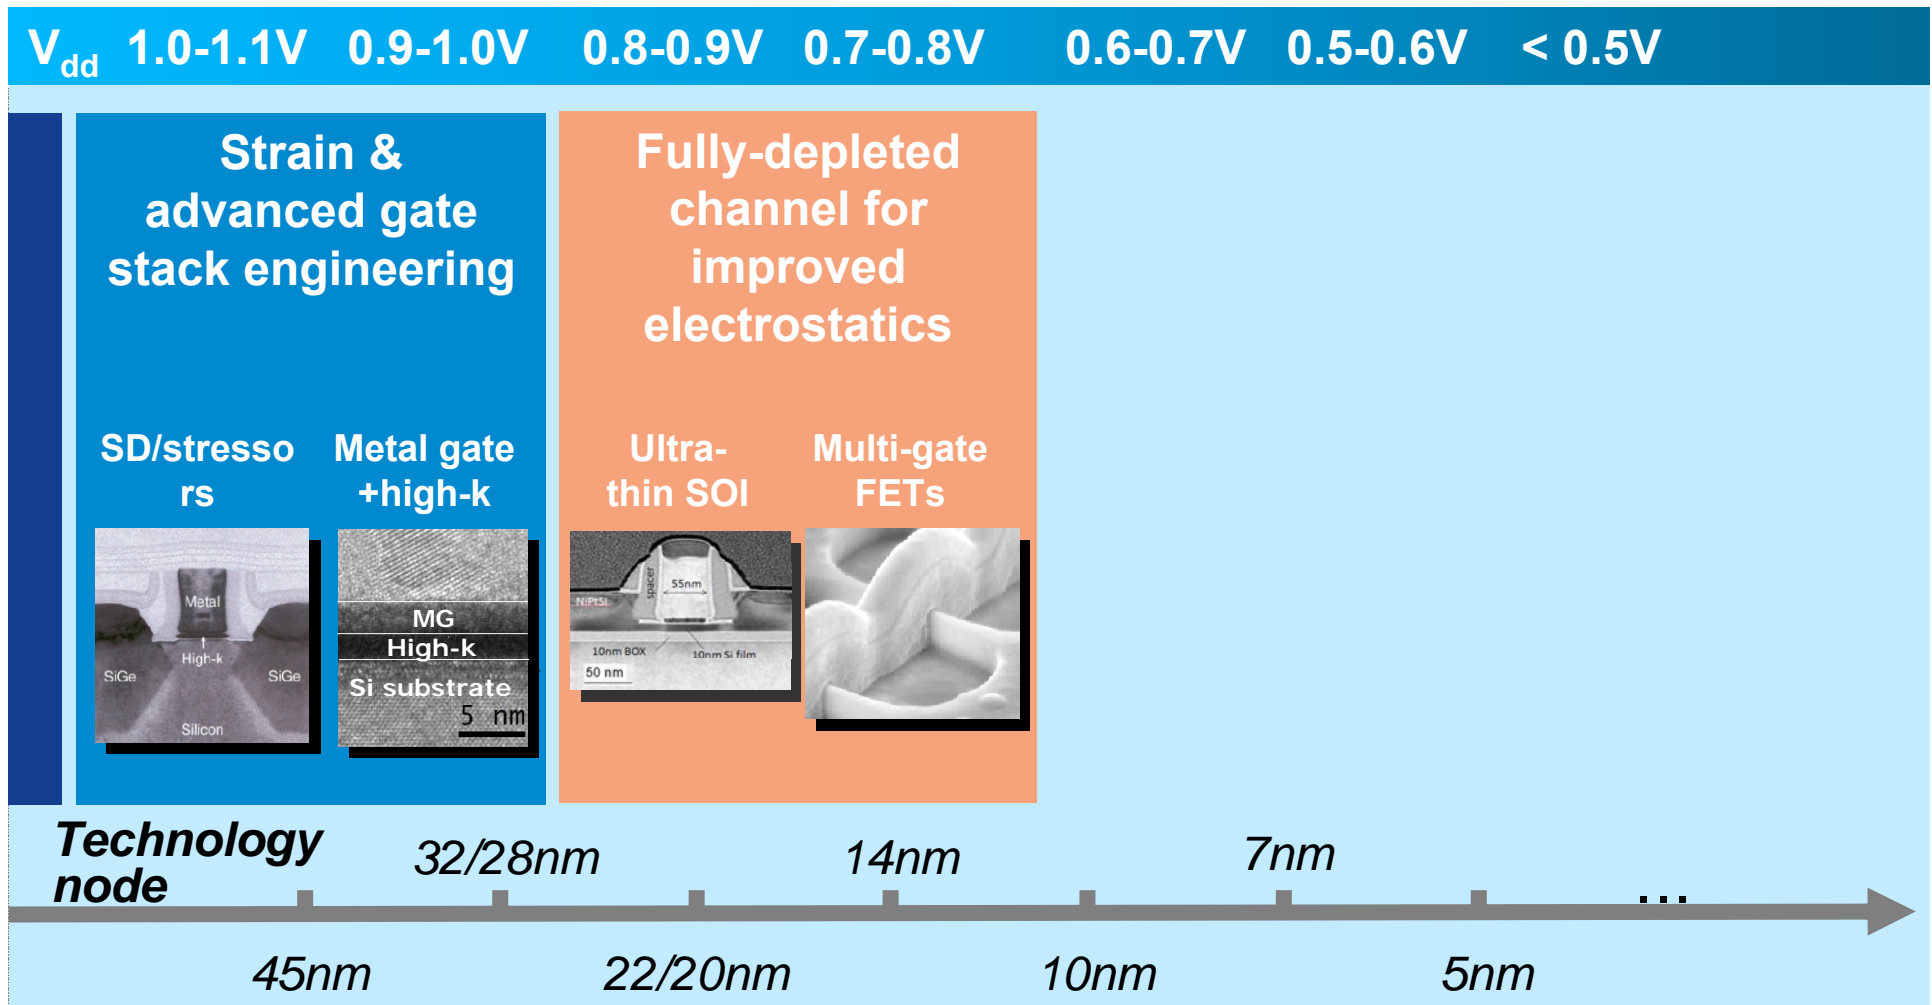 Vdd 1.0-1.1V 0.9-1.0V 0.8-0.9V 0.7-0.8V 0.6-0.7V 0.5-0.6V < 0.5V
Strain &
advanced gate
stack engineering
SD/stresso
rs
Metal gate
+high-k
Metal
High-k
SiGe
SiGe
Silicon
MG
High-k
Si substrate
5 nm
Fully-depleted
channel for
improved
electrostatics
Ultra-
thin SOI
Multi-gate
FETs
spacer
55nm
NiPtSi
10nm BOX
10nm Si film
50 nm
Technology
node
32/28nm
14nm
7nm
...
45nm
22/20nm
10nm
5nm